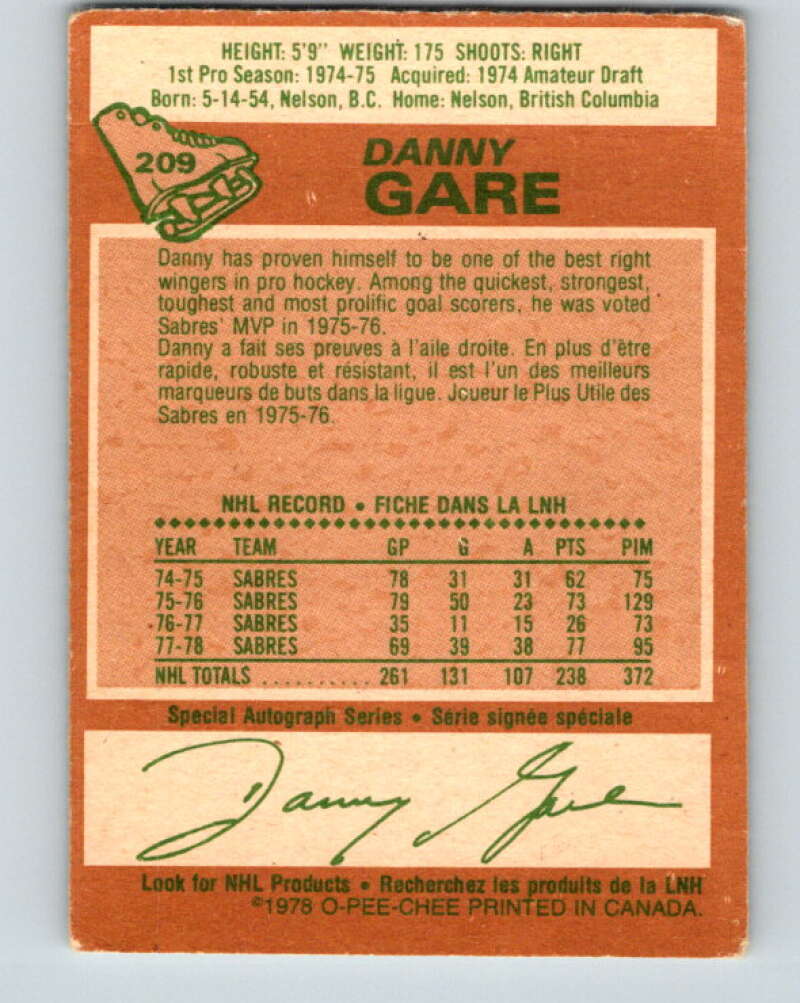 HEIGHT: 5'9" WEIGHT: 175 SHOOTS: RIGHT
1st Pro Season: 1974-75 Acquired: 1974 Amateur Draft
Born: 5-14-54, Nelson, B.C. Home: Nelson, British Columbia
209
DANNY
GARE
Danny has proven himself to be one of the best right
wingers in pro hockey. Among the quickest, strongest,
toughest and most prolific goal scorers, he was voted
Sabres' MVP in 1975-76.
Danny a fait ses preuves à l'aile droite. En plus d'être
rapide, robuste et résistant, il est l'un des meilleurs
marqueurs de buts dans la ligue. Joueur le Plus Utile des
Sabres en 1975-76.
NHL RECORD • FICHE DANS LA LNH
YEAR TEAM GP G A PTS PIM
74-75 SABRES 78 31 31 62 75
75-76 SABRES 79 50 23 73 129
76-77 SABRES 35 11 15 26 73
77-78 SABRES 69 39 38 77 95
NHL TOTALS .......... 261 131 107 238 372
Special Autograph Series • Série signée spéciale
Danny Gare
Look for NHL Products • Recherchez les produits de la LNH
©1978 O-PEE-CHEE PRINTED IN CANADA.